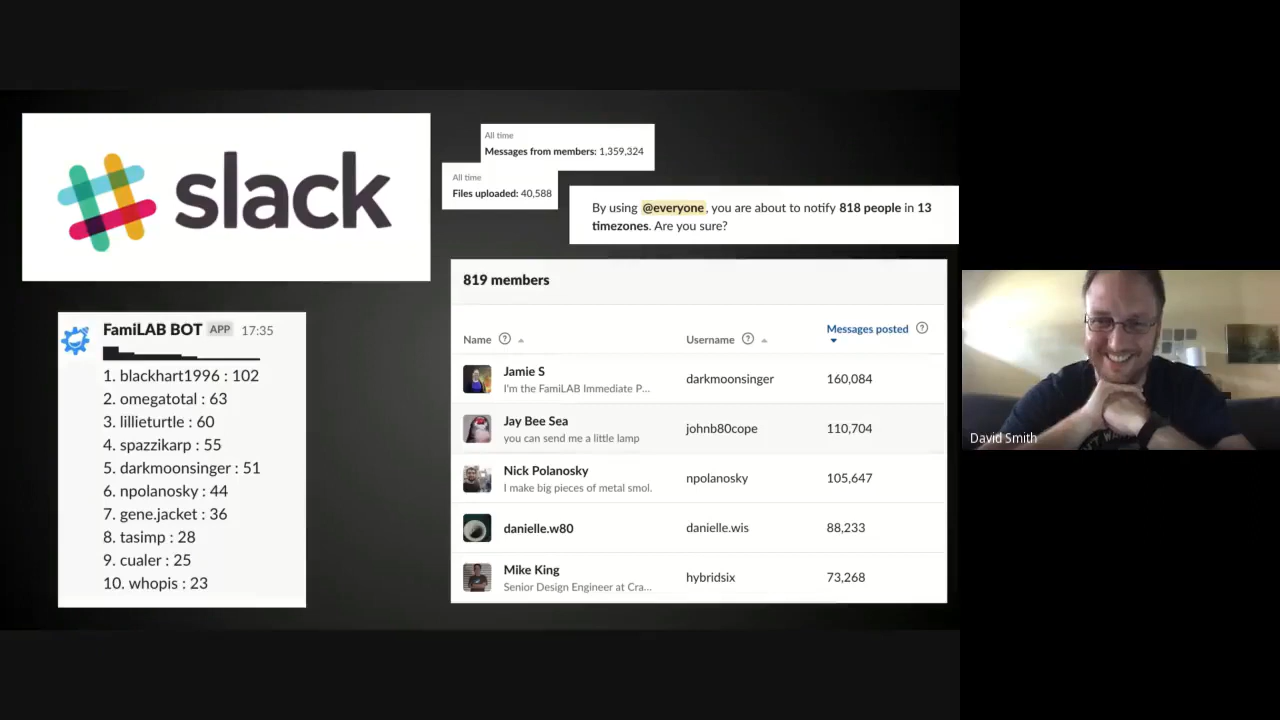 slack
All time
Messages from members: 1,359,324
All time
Files uploaded: 40,588
By using @everyone, you are about to notify 818 people in 13
timezones. Are you sure?
FamiLAB BOT APP 17:35
1. blackhart1996 : 102
2. omegatotal : 63
3. lillieturtle : 60
4. spazzikarp : 55
5. darkmoonsinger : 51
6. npolanosky : 44
7. gene.jacket : 36
8. tasimp : 28
9. cualer : 25
10. whopis : 23
819 members
Name Username Messages posted
Jamie S darkmoonsinger 160,084
I'm the FamiLAB Immediate P...
Jay Bee Sea johnb80cope 110,704
you can send me a little lamp
Nick Polanosky npolanosky 105,647
I make big pieces of metal smol.
danielle.w80 danielle.wis 88,233
Mike King hybridsix 73,268
Senior Design Engineer at Cra...
David Smith